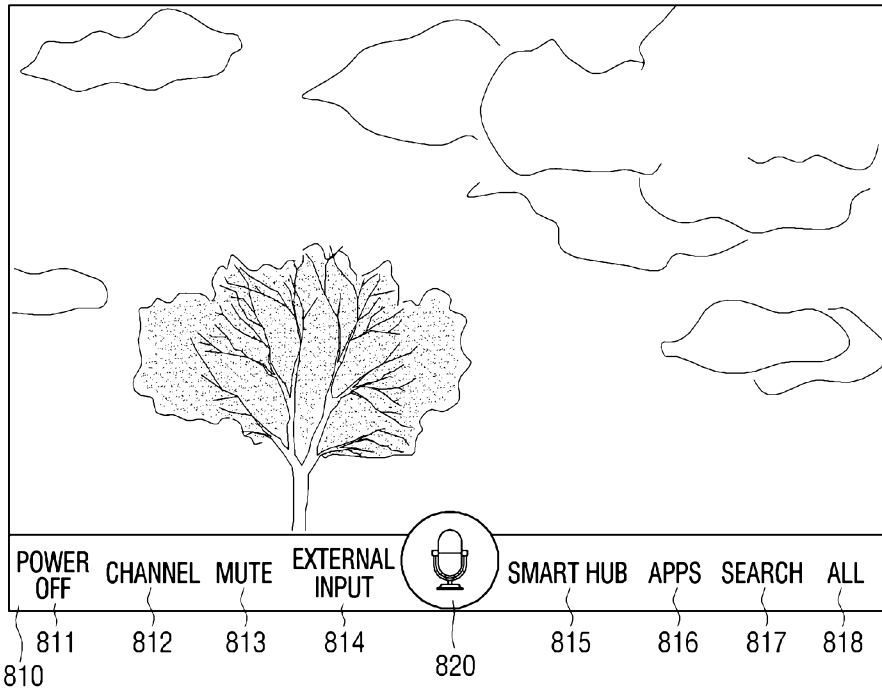 POWER
OFF
CHANNEL
MUTE
EXTERNAL
INPUT
SMART HUB
APPS
SEARCH
ALL
811
812
813
814
820
815
816
817
818
810